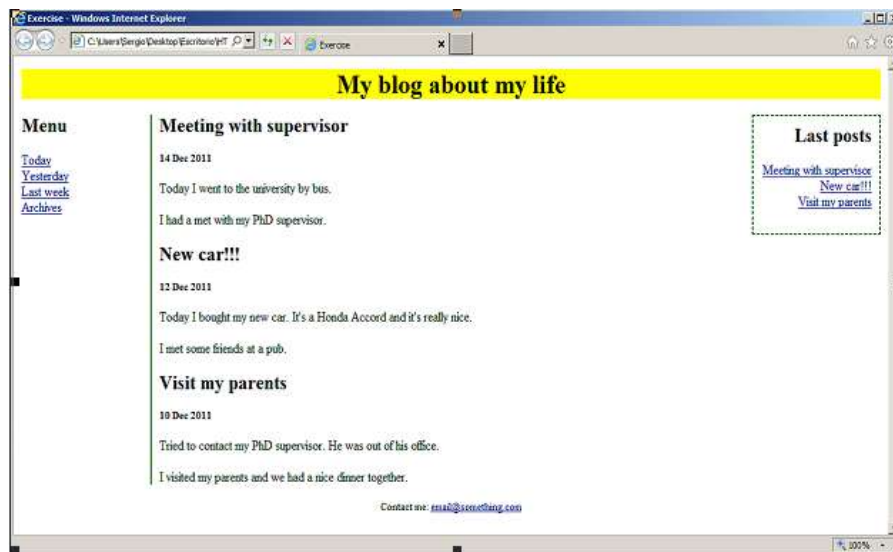 Exercise - Windows Internet Explorer
C:\Users\Sergio\Desktop\Escritorio\HT
Exercise
My blog about my life
Menu
Today
Yesterday
Last week
Archives
Meeting with supervisor
14 Dec 2011
Today I went to the university by bus.
I had a met with my PhD supervisor.
New car!!!
12 Dec 2011
Today I bought my new car. It's a Honda Accord and it's really nice.
I met some friends at a pub.
Visit my parents
10 Dec 2011
Tried to contact my PhD supervisor. He was out of his office.
I visited my parents and we had a nice dinner together.
Last posts
Meeting with supervisor
New car!!!
Visit my parents
Contact me: email@something.com
100%